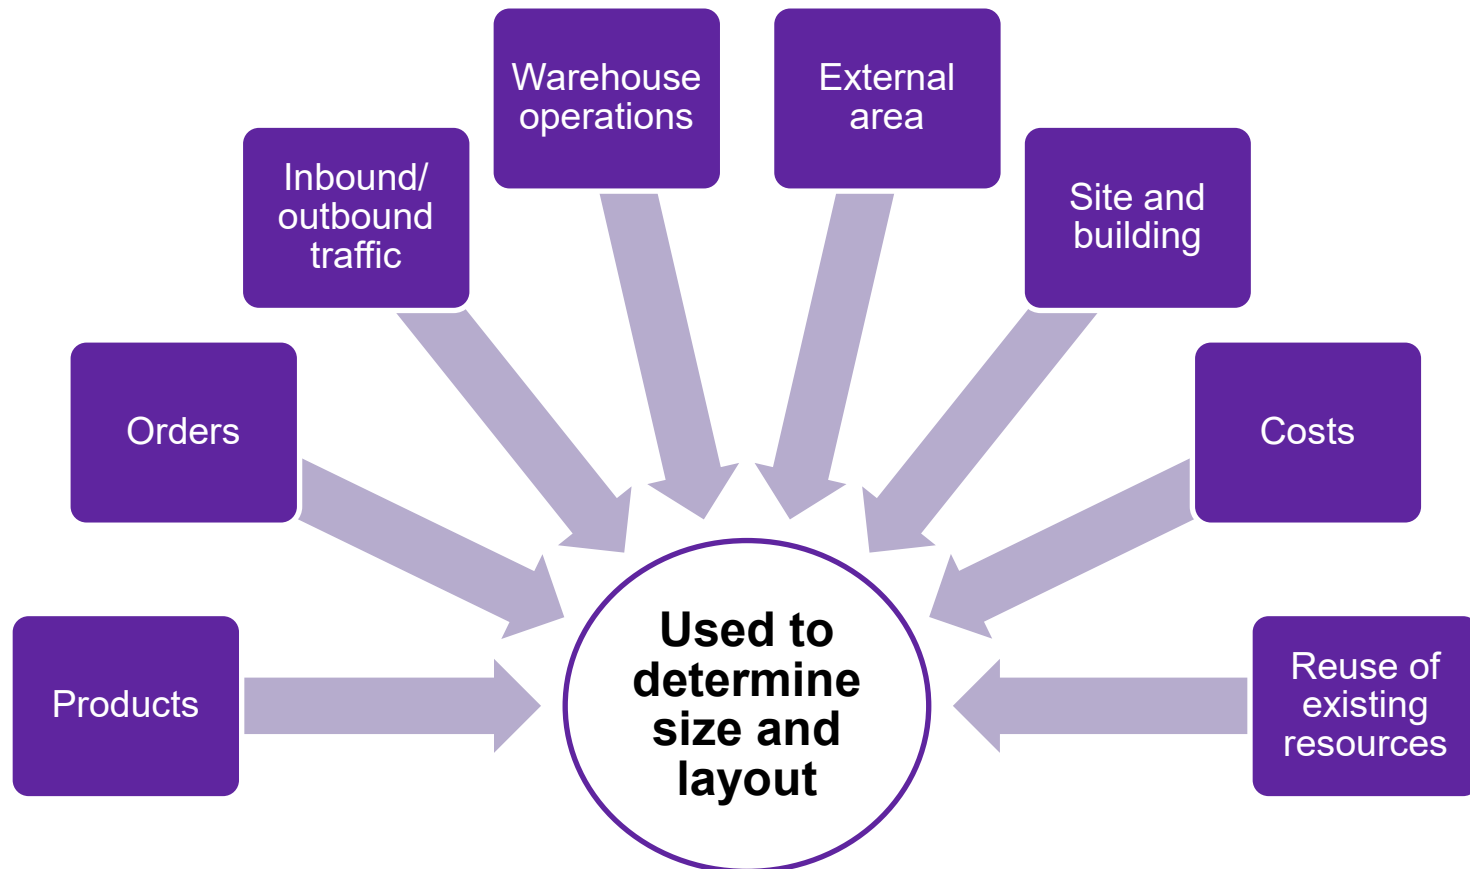 Warehouse
operations
External
area
Inbound/
outbound
traffic
Site and
building
Orders
Costs
Products
Used to
determine
size and
layout
Reuse of
existing
resources